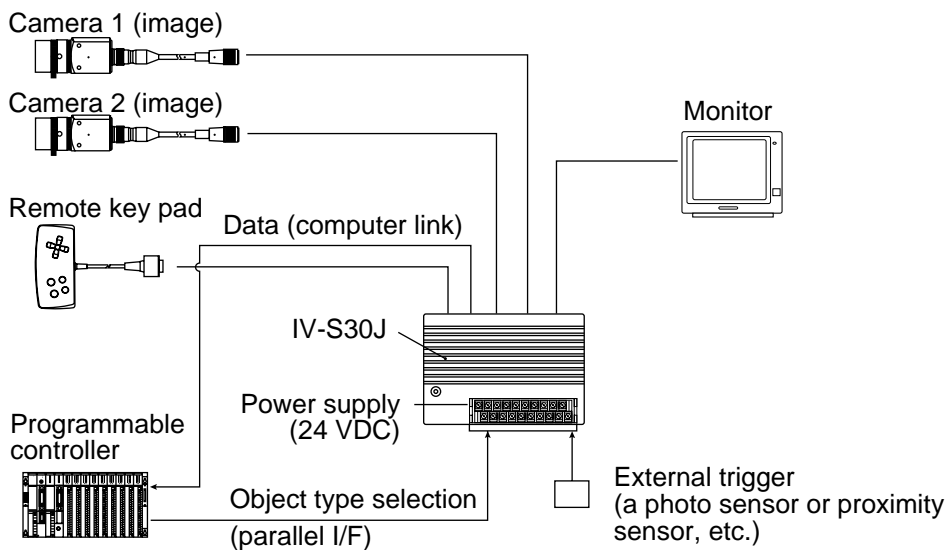 Camera 1 (image)
Camera 2 (image)
Monitor
Remote key pad
Data (computer link)
IV-S30J
Power supply
(24 VDC)
Programmable
controller
Object type selection
(parallel I/F)
External trigger
(a photo sensor or proximity
sensor, etc.)